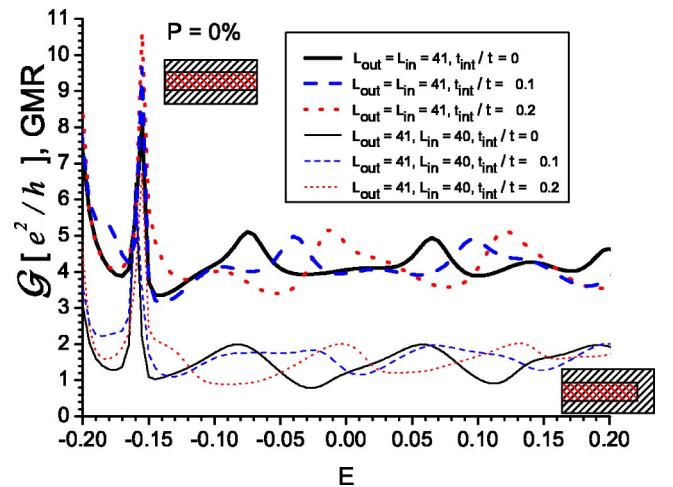 11
10
9
8
7
6
5
4
3
2
1
0
𝒢 [ e²/h ], GMR
P = 0%
L_out = L_in = 41, t_int / t = 0
L_out = L_in = 41, t_int / t = 0.1
L_out = L_in = 41, t_int / t = 0.2
L_out = 41, L_in = 40, t_int / t = 0
L_out = 41, L_in = 40, t_int / t = 0.1
L_out = 41, L_in = 40, t_int / t = 0.2
-0.20 -0.15 -0.10 -0.05 0.00 0.05 0.10 0.15 0.20
E